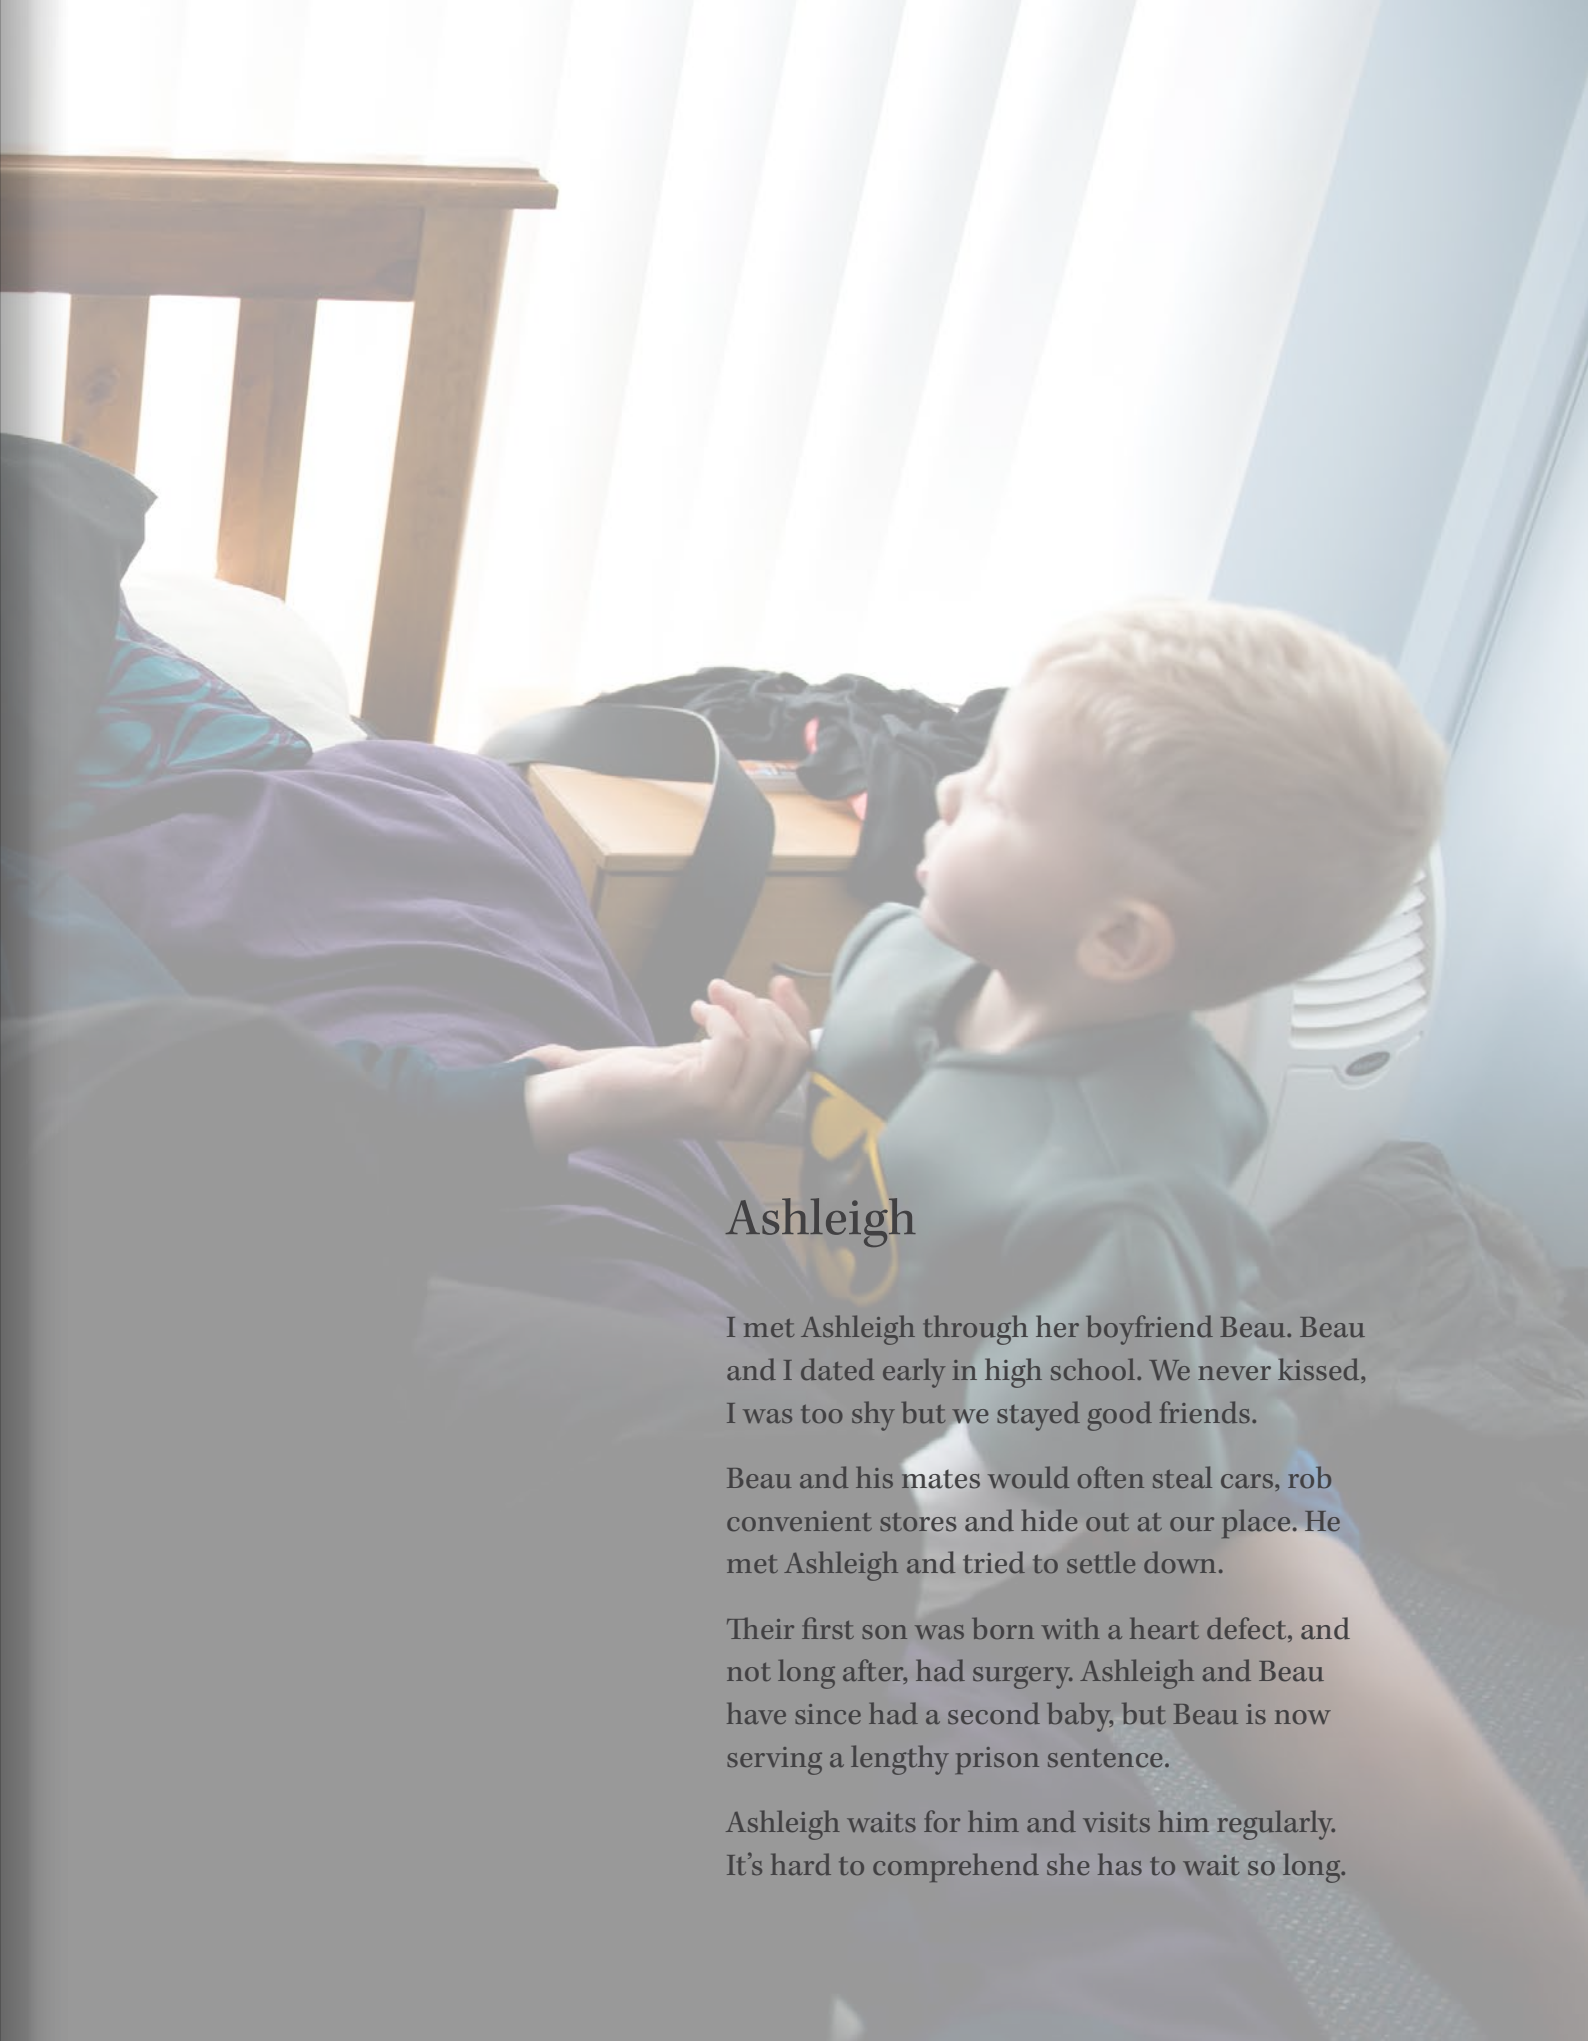 Ashleigh
I met Ashleigh through her boyfriend Beau. Beau
and I dated early in high school. We never kissed,
I was too shy but we stayed good friends.
Beau and his mates would often steal cars, rob
convenient stores and hide out at our place. He
met Ashleigh and tried to settle down.
Their first son was born with a heart defect, and
not long after, had surgery. Ashleigh and Beau
have since had a second baby, but Beau is now
serving a lengthy prison sentence.
Ashleigh waits for him and visits him regularly.
It’s hard to comprehend she has to wait so long.